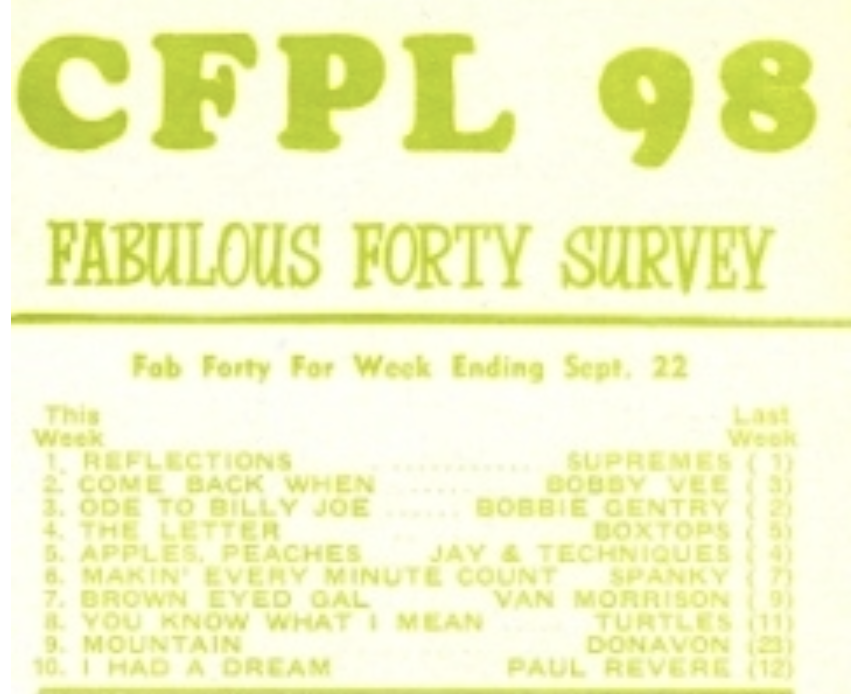 CFPL 98
FABULOUS FORTY SURVEY
Fab Forty For Week Ending Sept. 22
This Last
Week Week
1. REFLECTIONS ............ SUPREMES ( 1)
2. COME BACK WHEN ..... BOBBY VEE ( 3)
3. ODE TO BILLY JOE ...... BOBBIE GENTRY ( 2)
4. THE LETTER .. BOXTOPS ( 5)
5. APPLES, PEACHES JAY & TECHNIQUES ( 4)
6. MAKIN' EVERY MINUTE COUNT SPANKY ( 7)
7. BROWN EYED GAL VAN MORRISON ( 9)
8. YOU KNOW WHAT I MEAN ..... TURTLES (11)
9. MOUNTAIN DONAVON (23)
10. I HAD A DREAM PAUL REVERE (12)